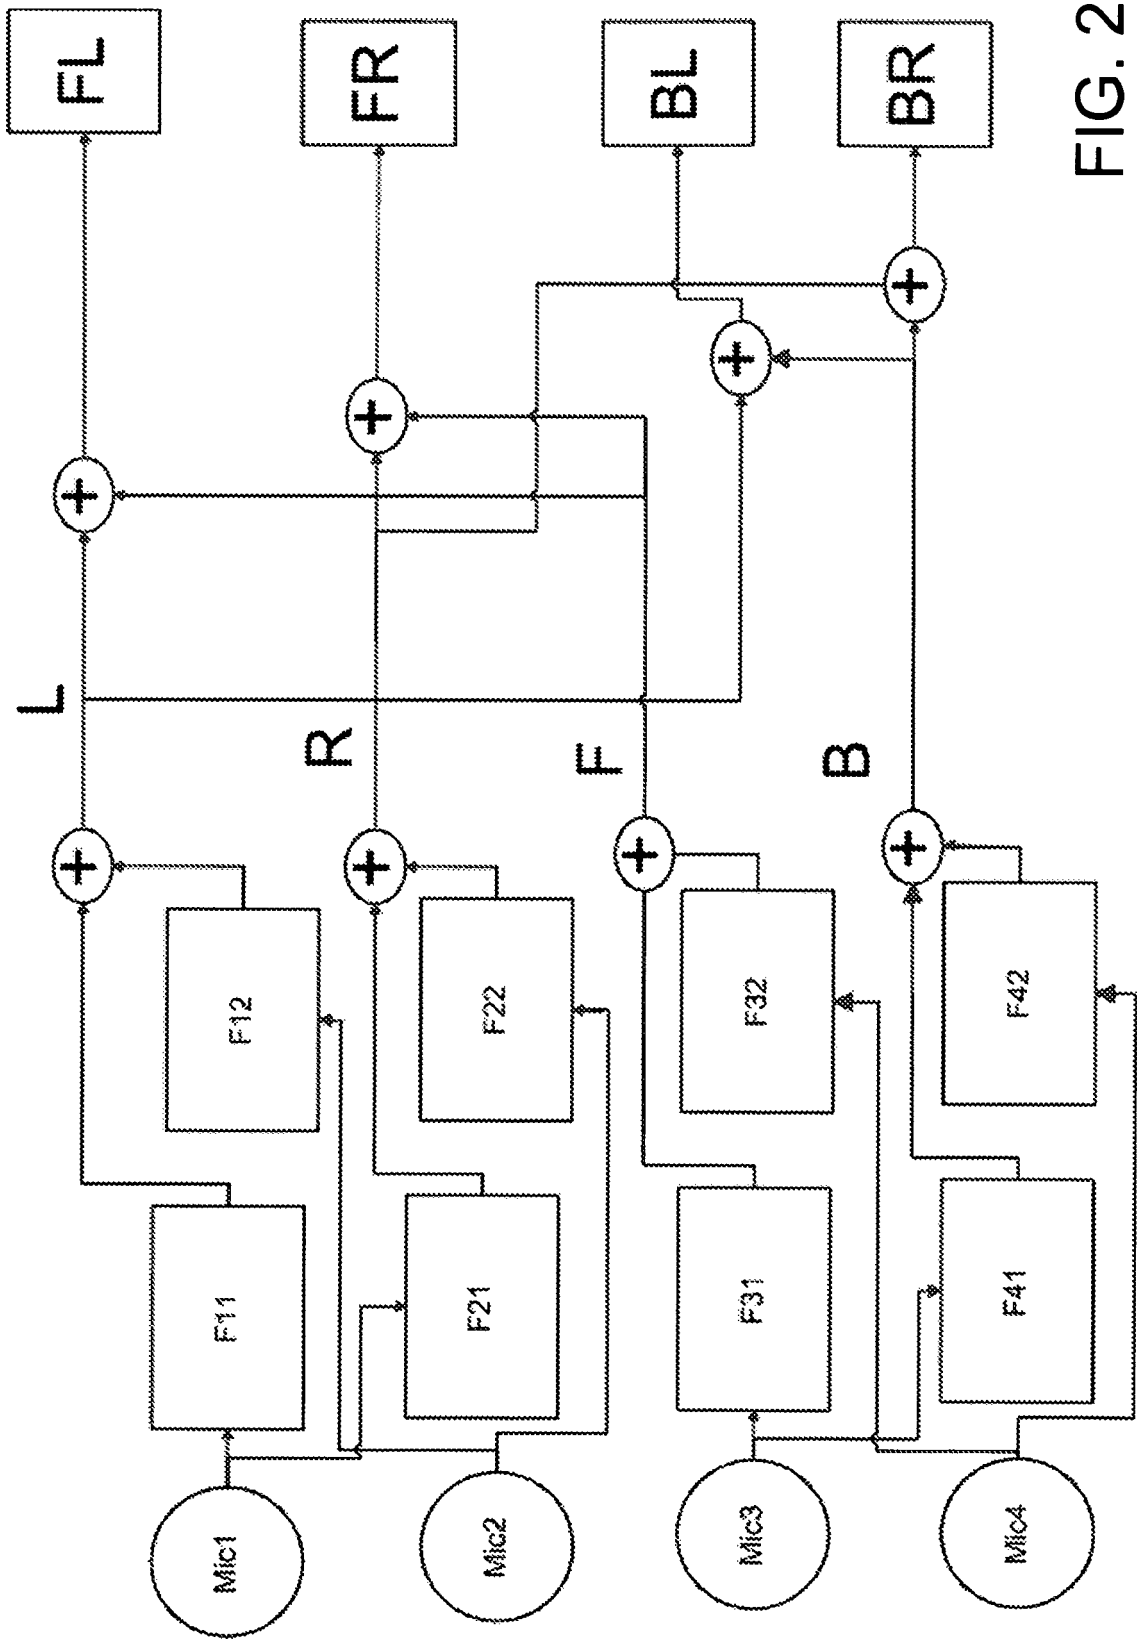 Mic1
Mic2
Mic3
Mic4
F11
F21
F31
F41
F12
F22
F32
F42
+
+
+
+
L
R
F
B
+
+
+
+
FL
FR
BL
BR
FIG. 2